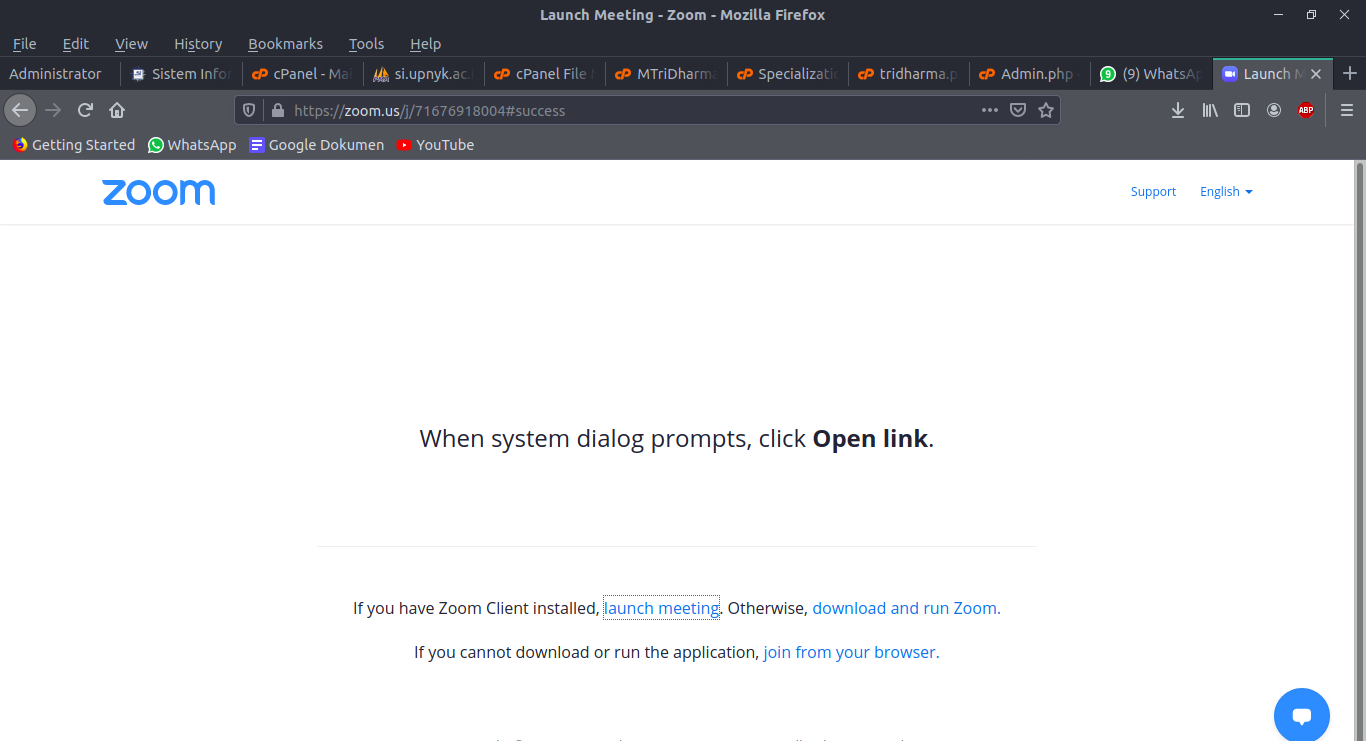 Launch Meeting - Zoom - Mozilla Firefox
File Edit View History Bookmarks Tools Help
Administrator Sistem Info cPanel - Ma si.upnyk.ac. cPanel File MTriDharma Specializatio tridharma.p Admin.php (9) WhatsAp Launch M
https://zoom.us/j/71676918004#success ABP
Getting Started WhatsApp Google Dokumen YouTube
zoom Support English
When system dialog prompts, click Open link.
If you have Zoom Client installed, launch meeting. Otherwise, download and run Zoom.
If you cannot download or run the application, join from your browser.